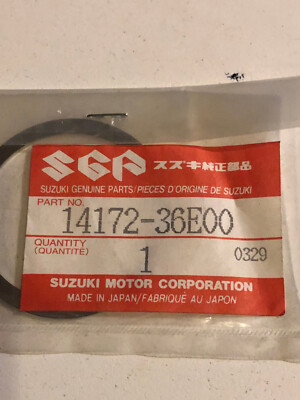 SGP スズキ純正部品
SUZUKI GENUINE PARTS/PIECES D'ORIGINE DE SUZUKI
PART NO.
14172-36E00
QUANTITY
(QUANTITÉ)
1
0329
SUZUKI MOTOR CORPORATION
MADE IN JAPAN/FABRIQUÉ AU JAPON